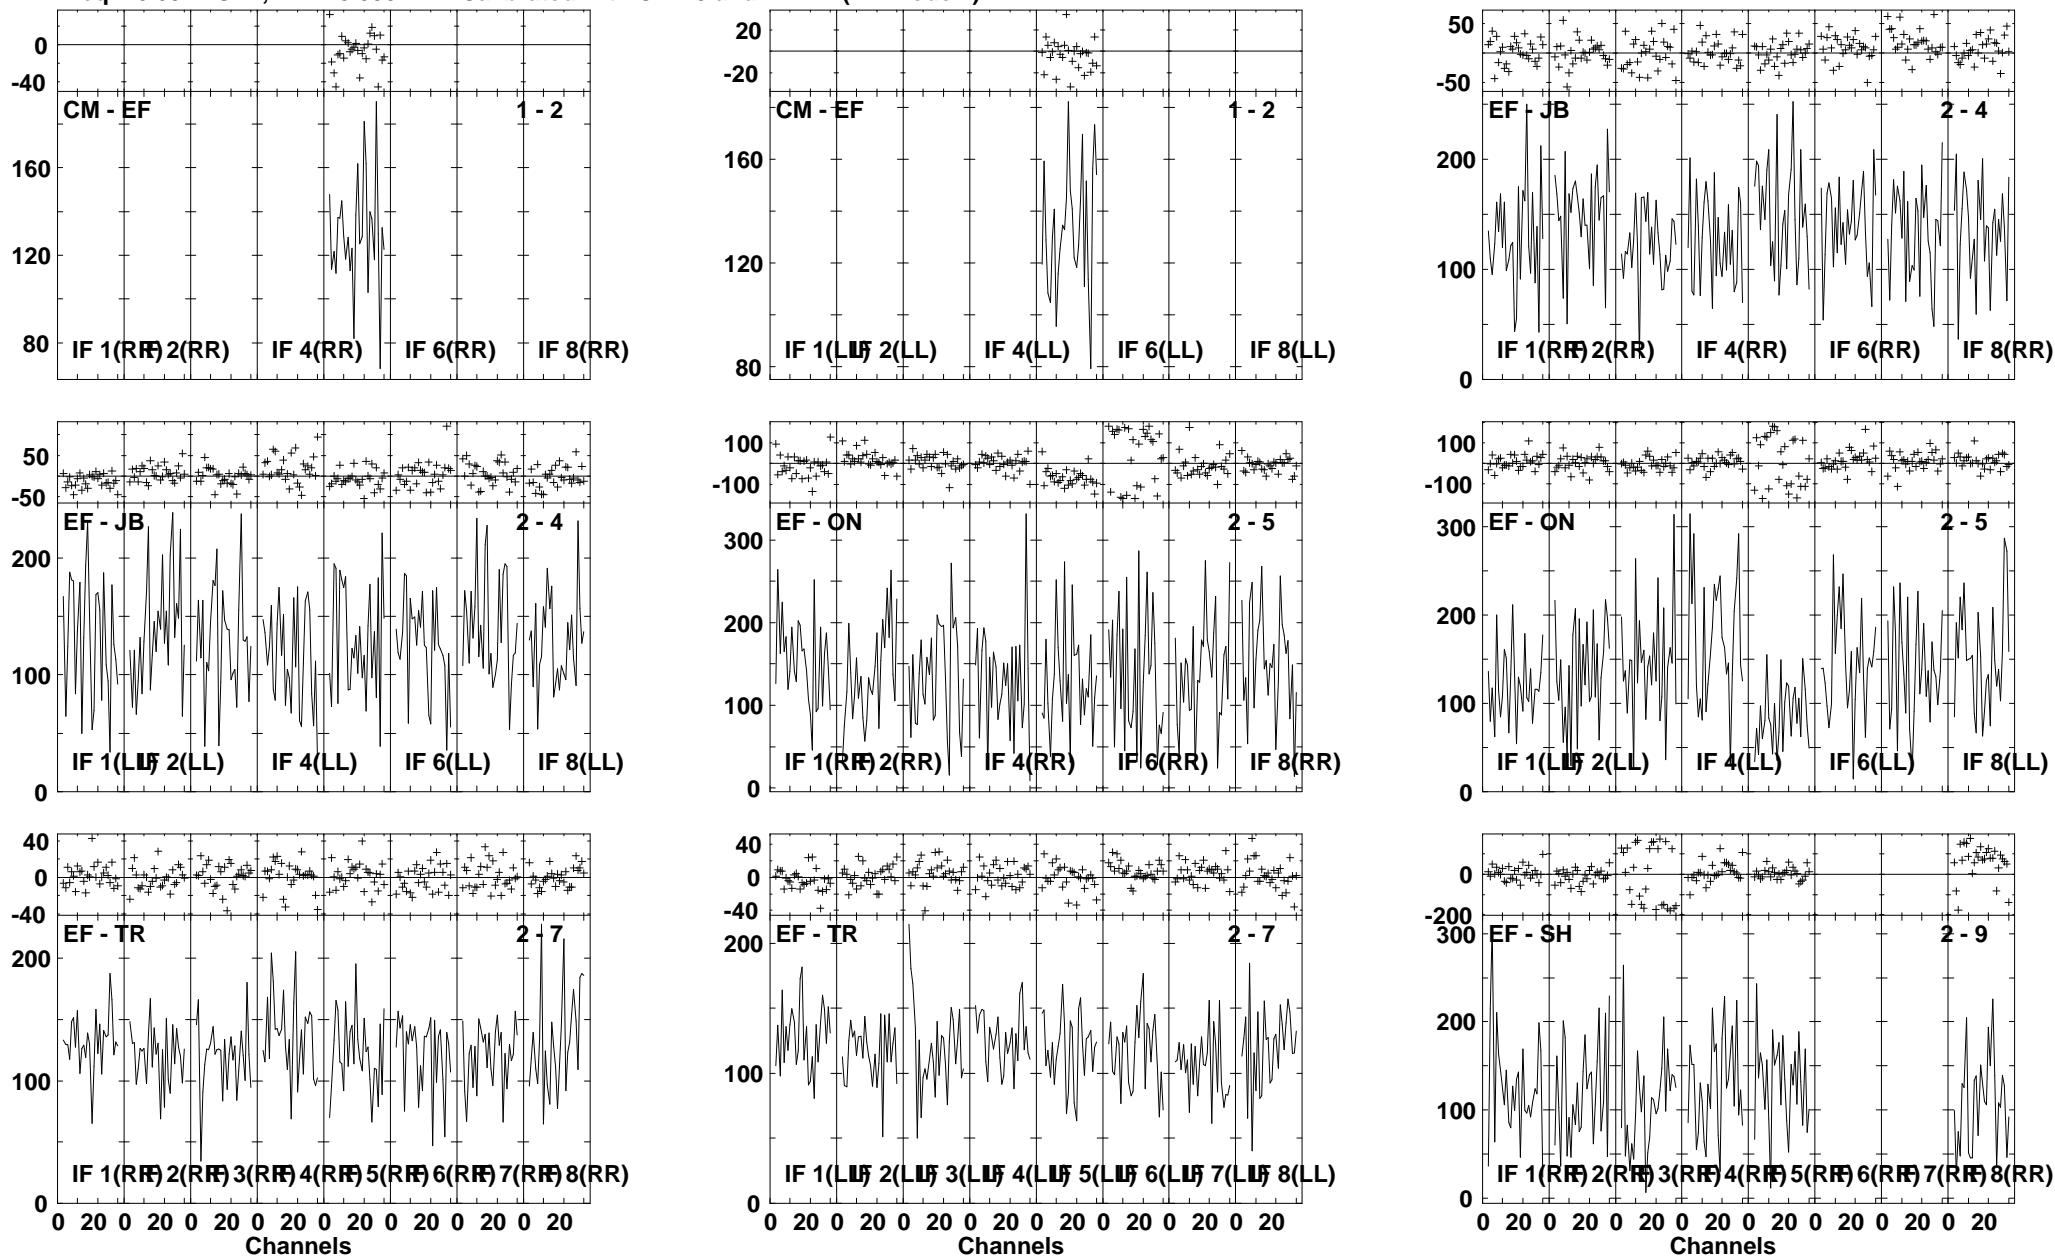 0
-40
CM - EF 1 - 2
160
120
80
IF 1(RR) IF 2(RR) IF 4(RR) IF 6(RR) IF 8(RR)
20
-20
CM - EF 1 - 2
160
120
80
IF 1(LL) IF 2(LL) IF 4(LL) IF 6(LL) IF 8(LL)
50
-50
EF - JB 2 - 4
200
100
0
IF 1(RR) IF 2(RR) IF 4(RR) IF 6(RR) IF 8(RR)
50
-50
EF - JB 2 - 4
200
100
0
IF 1(LL) IF 2(LL) IF 4(LL) IF 6(LL) IF 8(LL)
100
-100
EF - ON 2 - 5
300
200
100
0
IF 1(RR) IF 2(RR) IF 4(RR) IF 6(RR) IF 8(RR)
100
-100
EF - ON 2 - 5
300
200
100
0
IF 1(LL) IF 2(LL) IF 4(LL) IF 6(LL) IF 8(LL)
40
0
-40
EF - TR 2 - 7
200
100
0
IF 1(RR) IF 2(RR) IF 3(RR) IF 4(RR) IF 5(RR) IF 6(RR) IF 7(RR) IF 8(RR)
0 20 0 20 0 20 0 20 0 20 0 20 0 20 0 20
Channels
40
0
-40
EF - TR 2 - 7
200
100
0
IF 1(LL) IF 2(LL) IF 3(LL) IF 4(LL) IF 5(LL) IF 6(LL) IF 7(LL) IF 8(LL)
0 20 0 20 0 20 0 20 0 20 0 20 0 20 0 20
Channels
0
-200
EF - SH 2 - 9
300
200
100
0
IF 1(RR) IF 2(RR) IF 3(RR) IF 4(RR) IF 5(RR) IF 6(RR) IF 7(RR) IF 8(RR)
0 20 0 20 0 20 0 20 0 20 0 20 0 20 0 20
Channels